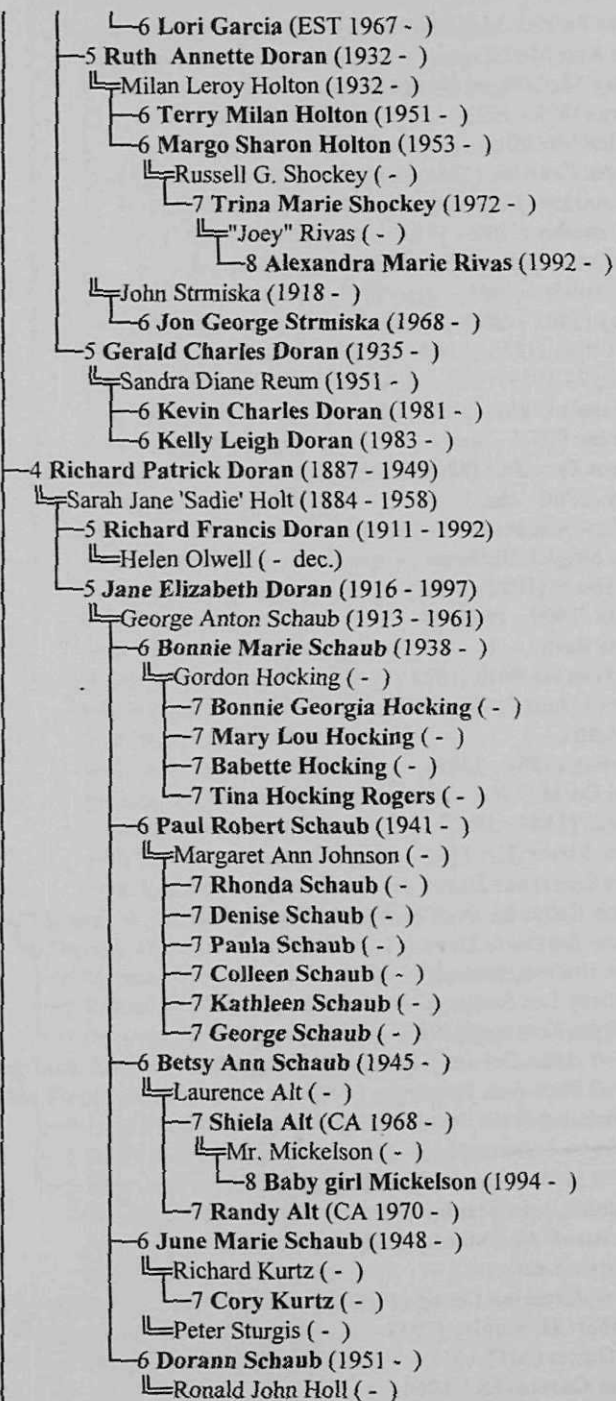 6 Lori Garcia (EST 1967 - )
5 Ruth Annette Doran (1932 - )
Milan Leroy Holton (1932 - )
6 Terry Milan Holton (1951 - )
6 Margo Sharon Holton (1953 - )
Russell G. Shockey ( - )
7 Trina Marie Shockey (1972 - )
"Joey" Rivas ( - )
8 Alexandra Marie Rivas (1992 - )
John Strmiska (1918 - )
6 Jon George Strmiska (1968 - )
5 Gerald Charles Doran (1935 - )
Sandra Diane Reum (1951 - )
6 Kevin Charles Doran (1981 - )
6 Kelly Leigh Doran (1983 - )
4 Richard Patrick Doran (1887 - 1949)
Sarah Jane 'Sadie' Holt (1884 - 1958)
5 Richard Francis Doran (1911 - 1992)
Helen Olwell ( - dec.)
5 Jane Elizabeth Doran (1916 - 1997)
George Anton Schaub (1913 - 1961)
6 Bonnie Marie Schaub (1938 - )
Gordon Hocking ( - )
7 Bonnie Georgia Hocking ( - )
7 Mary Lou Hocking ( - )
7 Babette Hocking ( - )
7 Tina Hocking Rogers ( - )
6 Paul Robert Schaub (1941 - )
Margaret Ann Johnson ( - )
7 Rhonda Schaub ( - )
7 Denise Schaub ( - )
7 Paula Schaub ( - )
7 Colleen Schaub ( - )
7 Kathleen Schaub ( - )
7 George Schaub ( - )
6 Betsy Ann Schaub (1945 - )
Laurence Alt ( - )
7 Shiela Alt (CA 1968 - )
Mr. Mickelson ( - )
8 Baby girl Mickelson (1994 - )
7 Randy Alt (CA 1970 - )
6 June Marie Schaub (1948 - )
Richard Kurtz ( - )
7 Cory Kurtz ( - )
Peter Sturgis ( - )
6 Dorann Schaub (1951 - )
Ronald John Holl ( - )